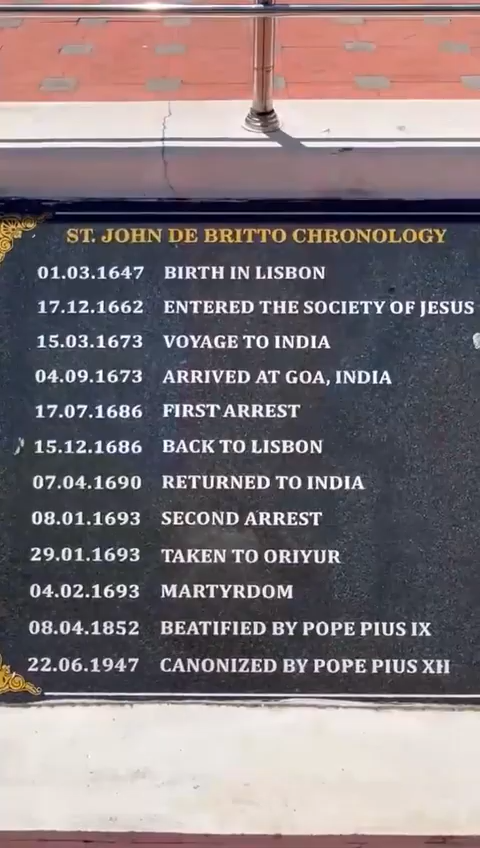 ST. JOHN DE BRITTO CHRONOLOGY
01.03.1647 BIRTH IN LISBON
17.12.1662 ENTERED THE SOCIETY OF JESUS
15.03.1673 VOYAGE TO INDIA
04.09.1673 ARRIVED AT GOA, INDIA
17.07.1686 FIRST ARREST
15.12.1686 BACK TO LISBON
07.04.1690 RETURNED TO INDIA
08.01.1693 SECOND ARREST
29.01.1693 TAKEN TO ORIYUR
04.02.1693 MARTYRDOM
08.04.1852 BEATIFIED BY POPE PIUS IX
22.06.1947 CANONIZED BY POPE PIUS XII